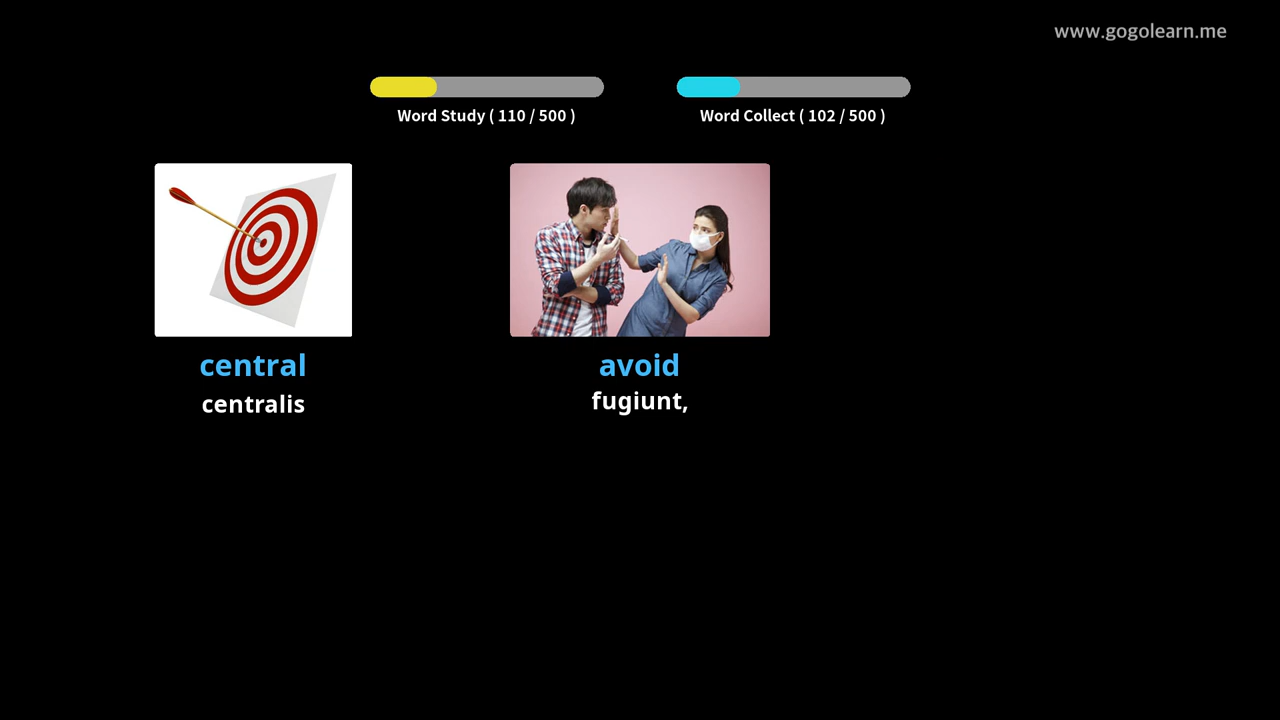 www.gogolearn.me
Word Study ( 110 / 500 )
Word Collect ( 102 / 500 )
central
centralis
avoid
fugiunt,